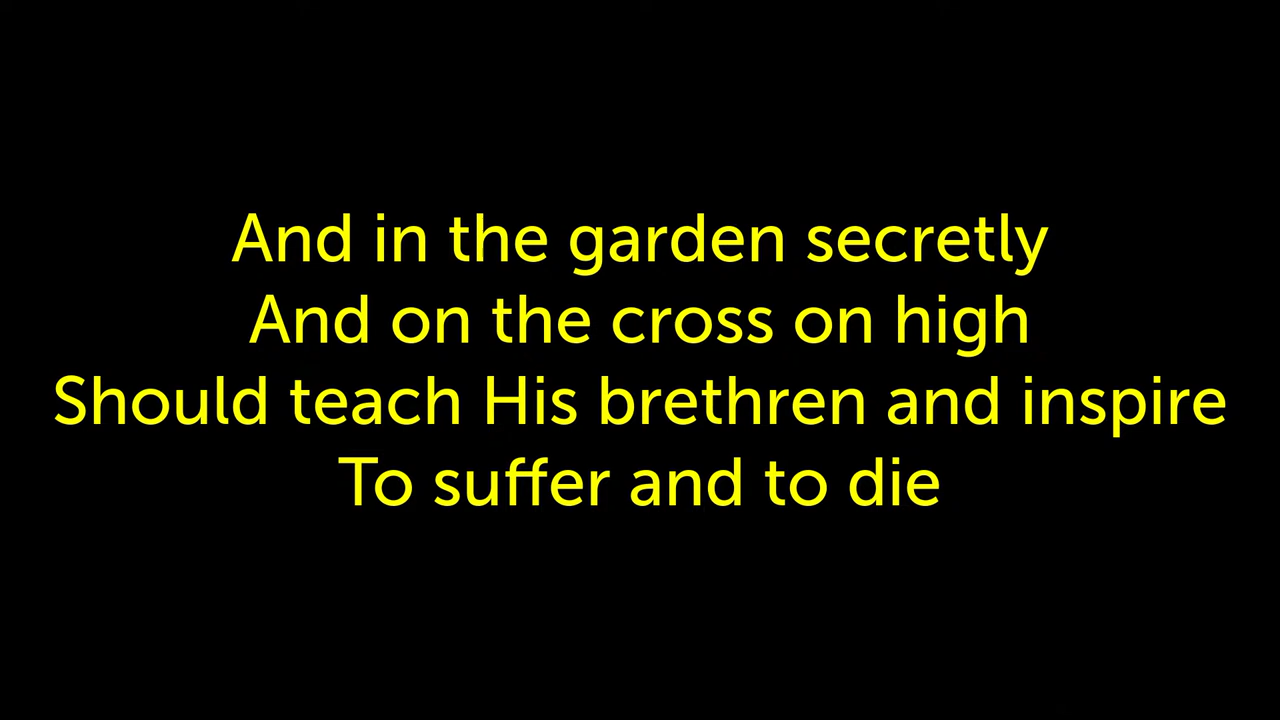 And in the garden secretly
And on the cross on high
Should teach His brethren and inspire
To suffer and to die